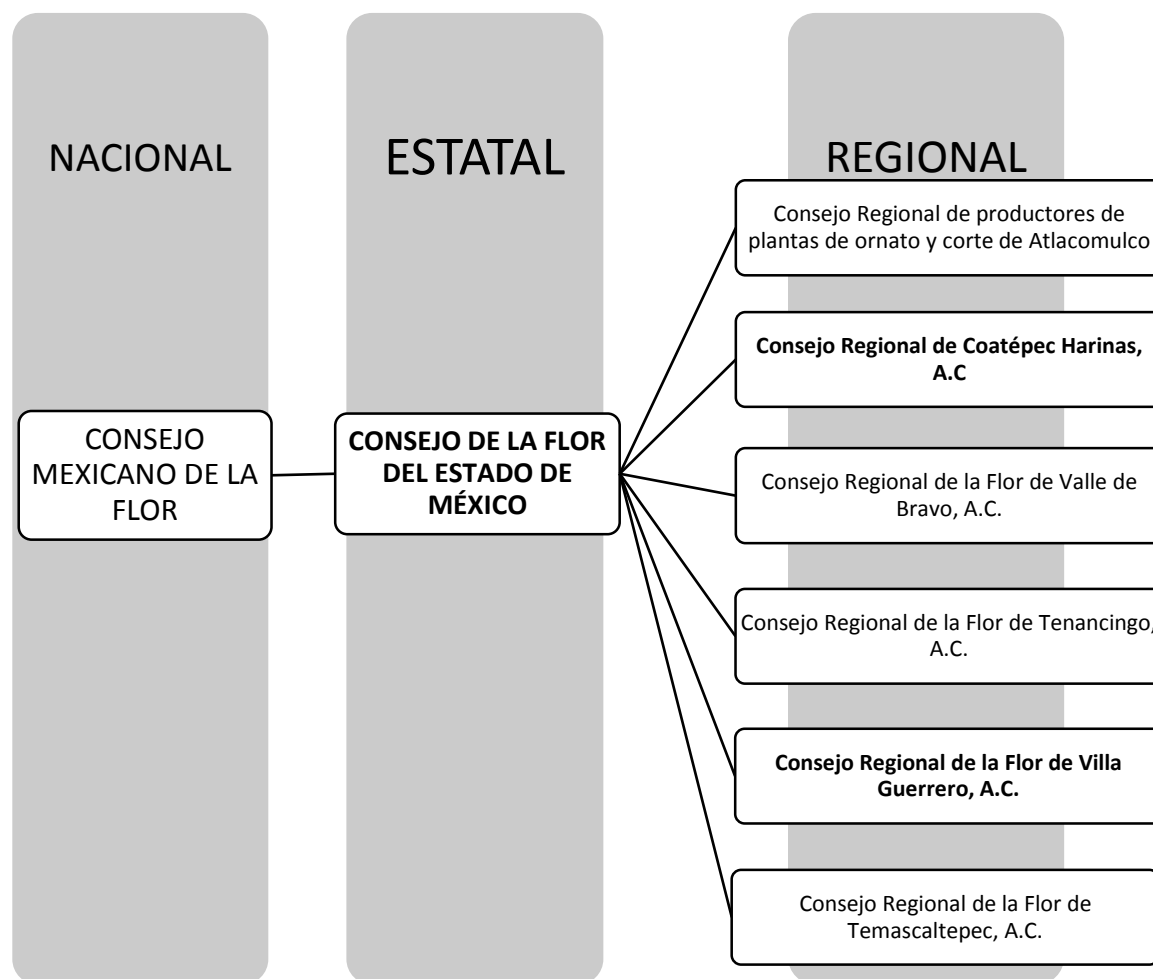 NACIONAL
ESTATAL
REGIONAL
CONSEJO
MEXICANO DE LA
FLOR
CONSEJO DE LA FLOR
DEL ESTADO DE
MÉXICO
Consejo Regional de productores de
plantas de ornato y corte de Atlacomulco
Consejo Regional de Coatépec Harinas,
A.C
Consejo Regional de la Flor de Valle de
Bravo, A.C.
Consejo Regional de la Flor de Tenancingo,
A.C.
Consejo Regional de la Flor de Villa
Guerrero, A.C.
Consejo Regional de la Flor de
Temascaltepec, A.C.